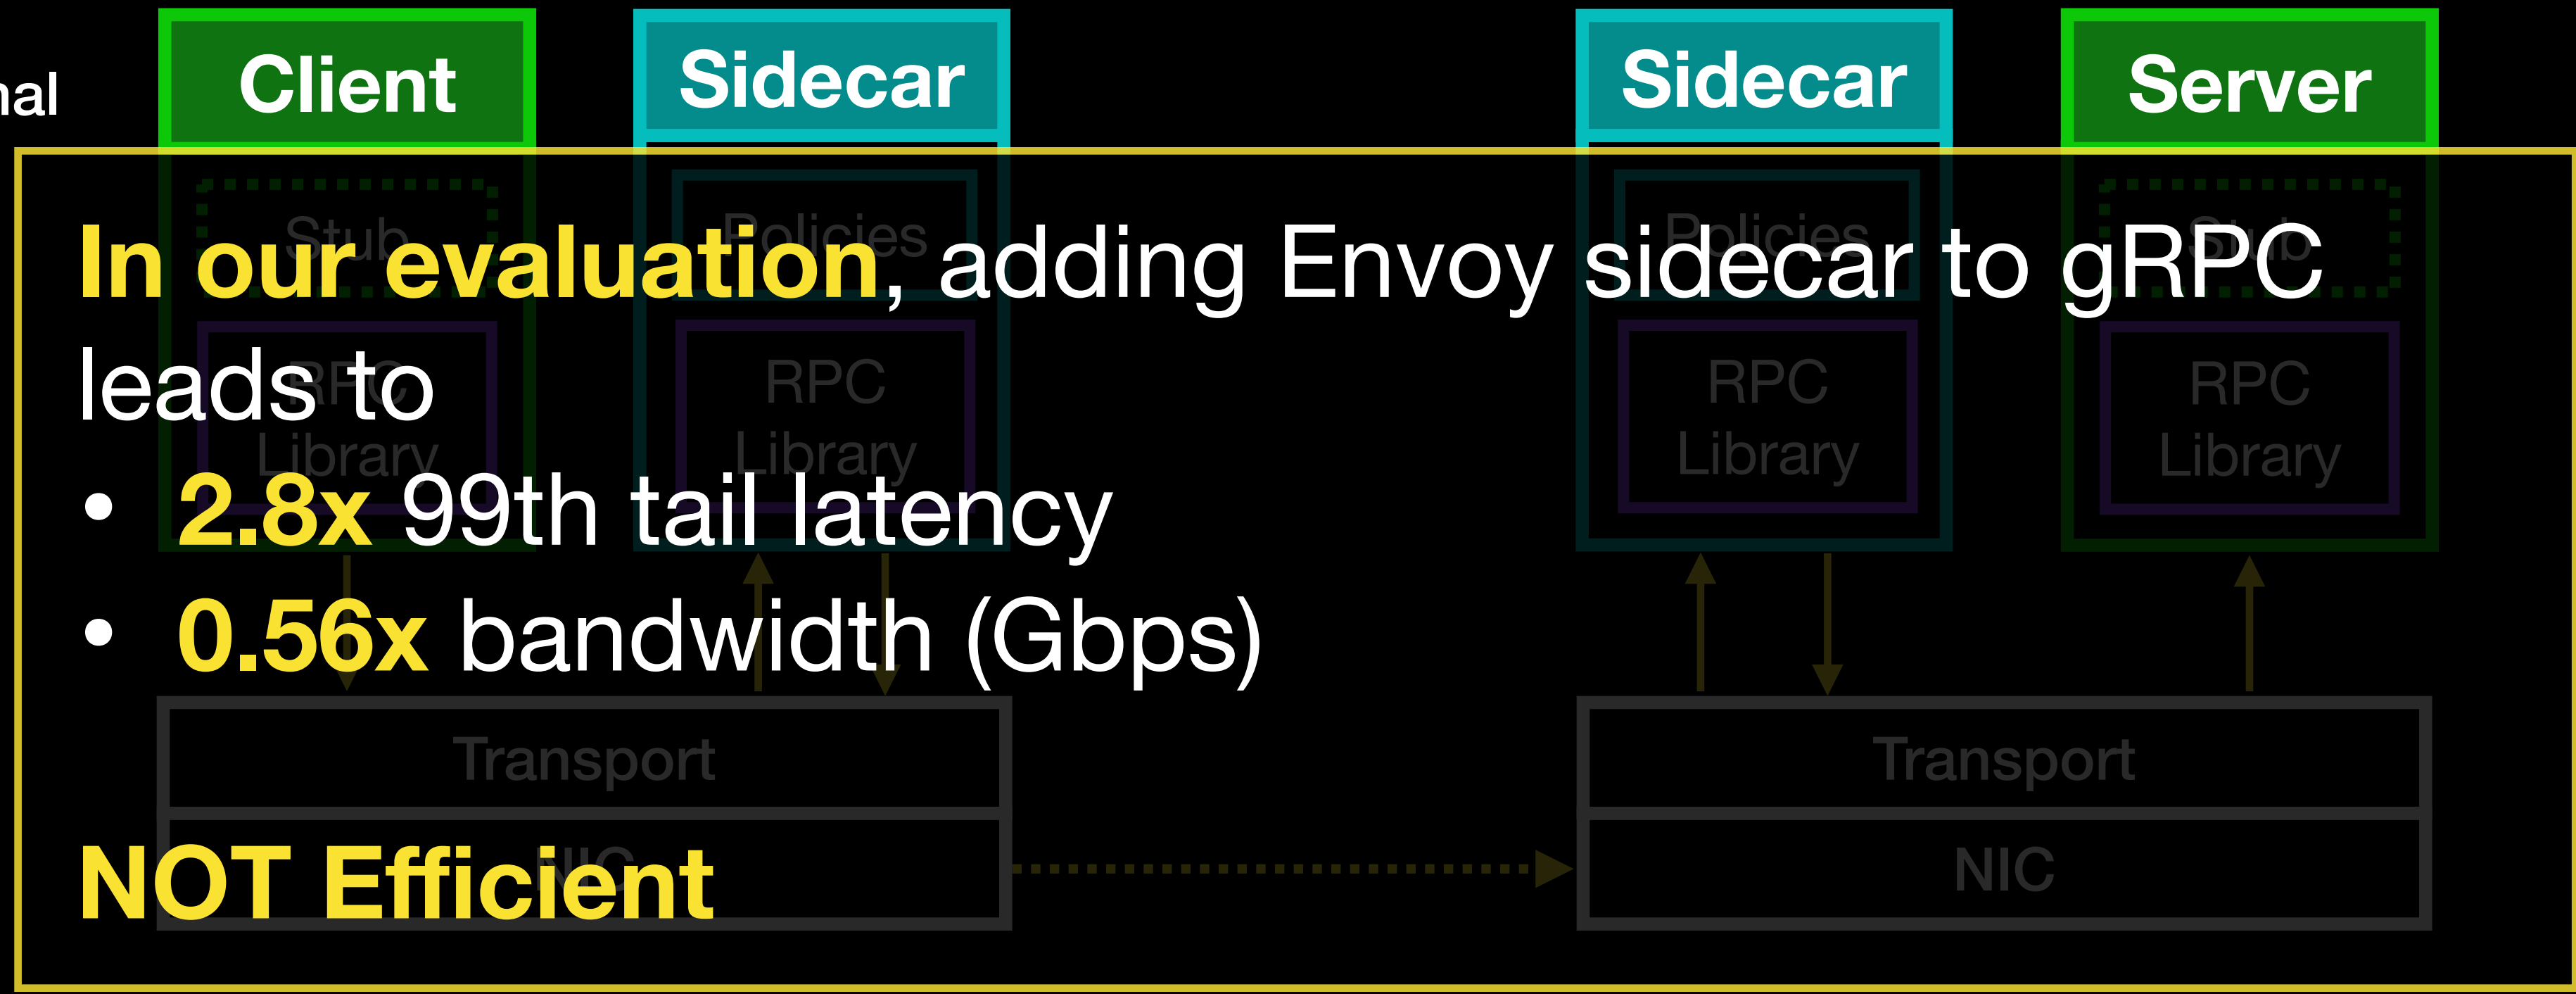 nal
Client
Sidecar
Sidecar
Server
Stub
Policies
Policies
Stub
In our evaluation, adding Envoy sidecar to gRPC
leads to
RPC
Library
RPC
Library
RPC
Library
RPC
Library
• 2.8x 99th tail latency
• 0.56x bandwidth (Gbps)
Transport
Transport
NOT Efficient
NIC
NIC